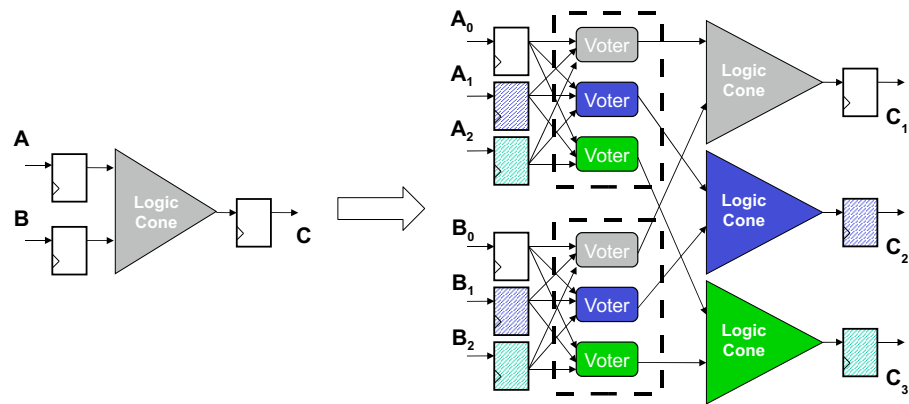 A
B
Logic
Cone
C
A0
A1
A2
Voter
Voter
Voter
B0
B1
B2
Voter
Voter
Voter
Logic
Cone
Logic
Cone
Logic
Cone
C1
C2
C3